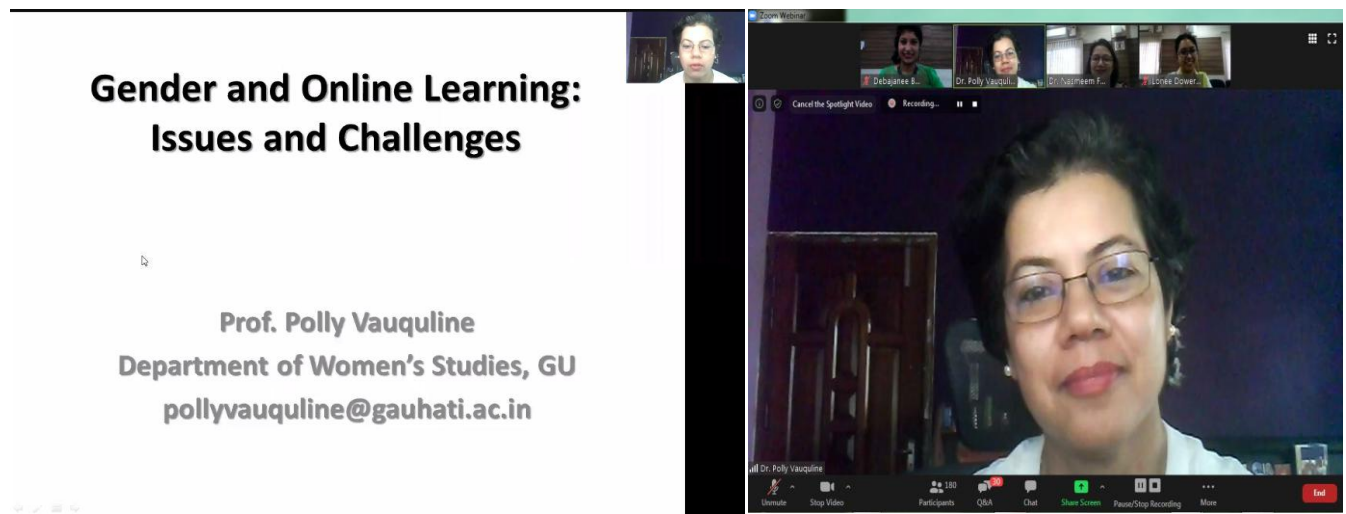 Gender and Online Learning:
Issues and Challenges
Prof. Polly Vauquline
Department of Women's Studies, GU
pollyvauquline@gauhati.ac.in
Zoom Webinar
Debajanee B...
Dr. Polly Vauquli...
Dr. Natmeem F...
Lonee Dower...
Cancel the Spotlight Video
Recording...
Dr. Polly Vauquline
Unmute
Stop Video
180
Participants
30
Q&A
Chat
Share Screen
Pause/Stop Recording
More
End